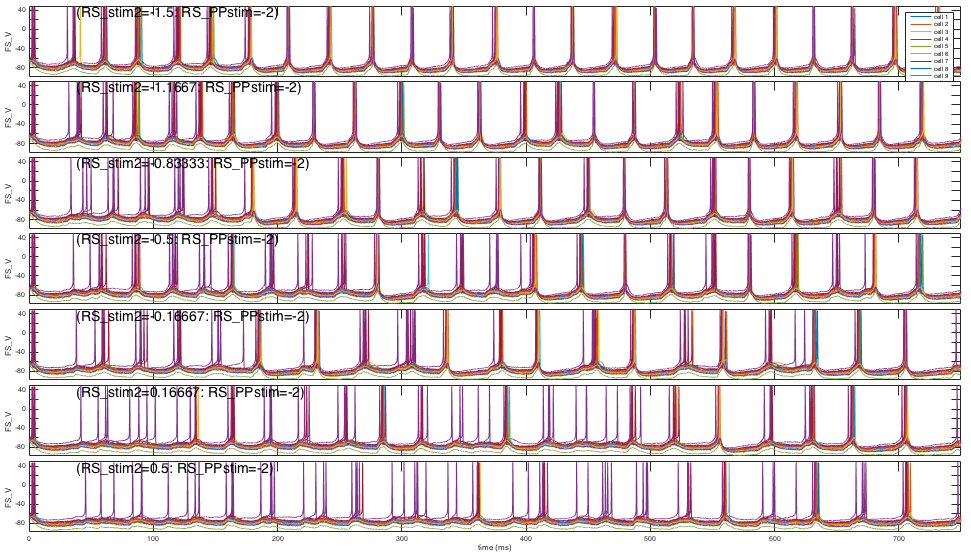 (RS_stim2=-1.5: RS_PPstim=-2)
40
0
-40
-80
FS_V
cell 1
cell 2
cell 3
cell 4
cell 5
cell 6
cell 7
cell 8
cell 9
(RS_stim2=-1.1667: RS_PPstim=-2)
40
0
-40
-80
FS_V
(RS_stim2=-0.83333: RS_PPstim=-2)
40
0
-40
-80
FS_V
(RS_stim2=-0.5: RS_PPstim=-2)
40
0
-40
-80
FS_V
(RS_stim2=-0.16667: RS_PPstim=-2)
40
0
-40
-80
FS_V
(RS_stim2=0.16667: RS_PPstim=-2)
40
0
-40
-80
FS_V
(RS_stim2=0.5: RS_PPstim=-2)
40
0
-40
-80
FS_V
0 100 200 300 400 500 600 700
time (ms)